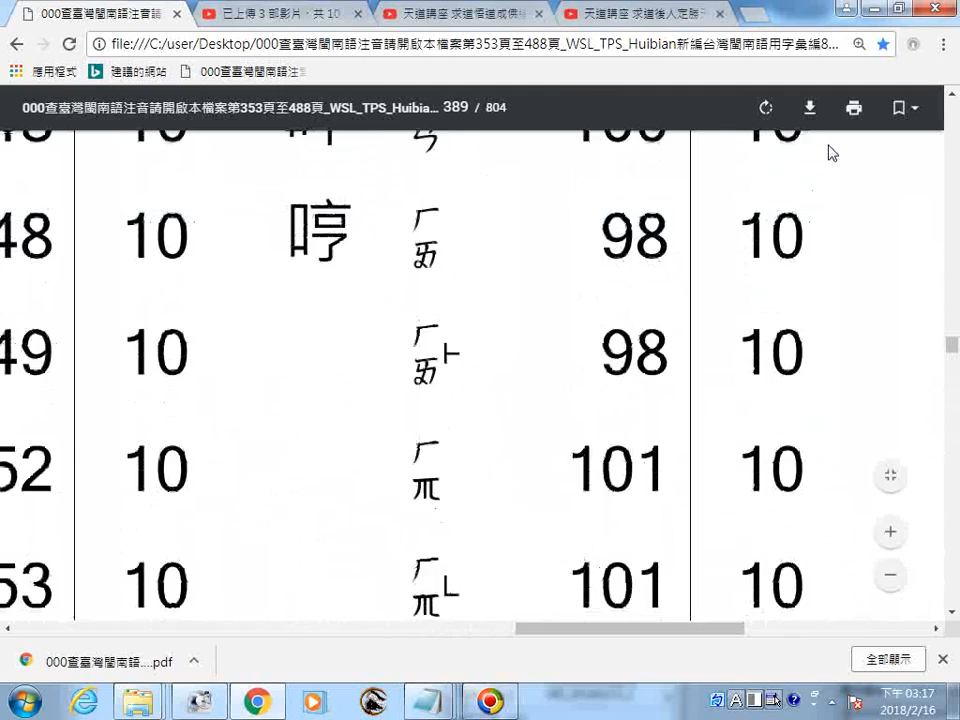 000查臺灣閩南語注音請
已上傳 3 部影片，共 10
天道講座 求道悟道成佛
天道講座 求道後人定勝
file:///C:/user/Desktop/000查臺灣閩南語注音請開啟本檔案第353頁至488頁_WSL_TPS_Huibian新編台灣閩南語用字彙編8...
應用程式
建議的網站
000查臺灣閩南語注
000查臺灣閩南語注音請開啟本檔案第353頁至488頁_WSL_TPS_Huibia... 389 / 804
48 10 哼 ㄏㆦ 98 10
49 10 ㄏㆦ⊢ 98 10
52 10 ㄏㄫ 101 10
53 10 101 10
000查臺灣閩南語....pdf
全部顯示
下午 03:17
2018/2/16